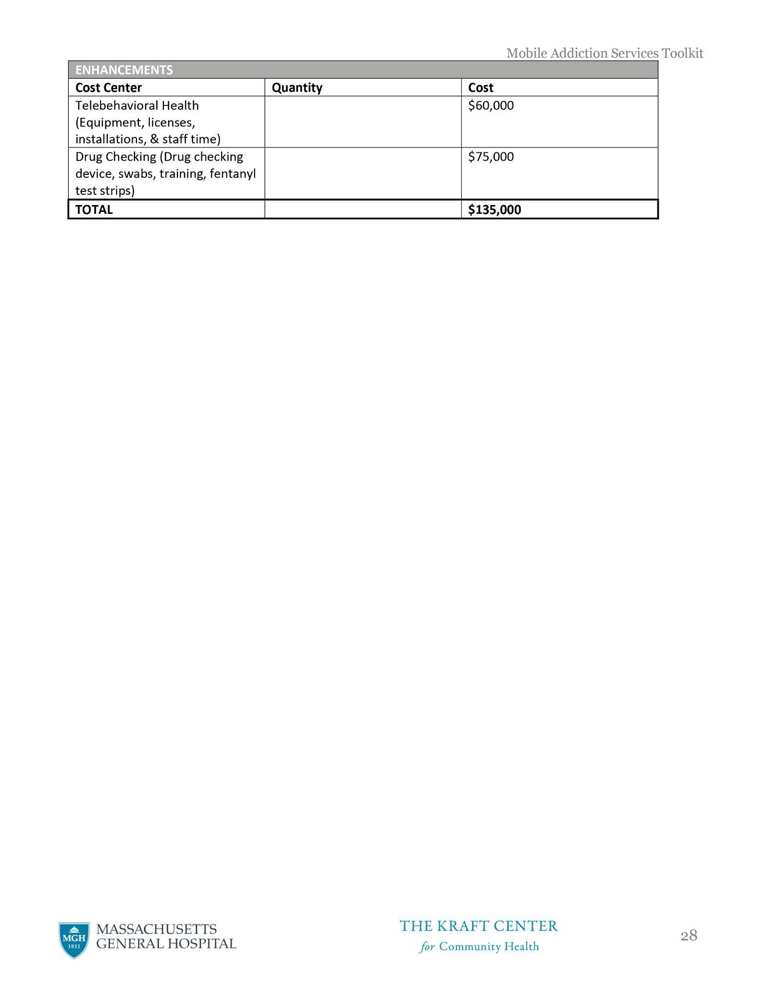 Mobile Addiction Services Toolkit
ENHANCEMENTS
Cost Center Quantity Cost
Telebehavioral Health $60,000
(Equipment, licenses,
installations, & staff time)
Drug Checking (Drug checking $75,000
device, swabs, training, fentanyl
test strips)
TOTAL $135,000
MGH
1811
MASSACHUSETTS
GENERAL HOSPITAL
THE KRAFT CENTER
for Community Health
28